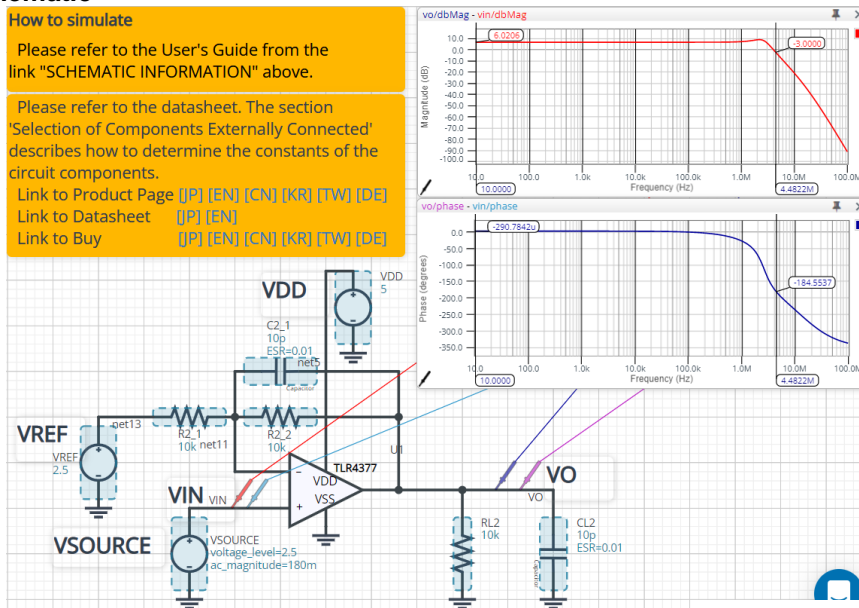 How to simulate
Please refer to the User's Guide from the
link "SCHEMATIC INFORMATION" above.
Please refer to the datasheet. The section
'Selection of Components Externally Connected'
describes how to determine the constants of the
circuit components.
Link to Product Page [JP] [EN] [CN] [KR] [TW] [DE]
Link to Datasheet [JP] [EN]
Link to Buy [JP] [EN] [CN] [KR] [TW] [DE]
vo/dbMag - vin/dbMag
Magnitude (dB)
10.0
0.0
-10.0
-20.0
-30.0
-40.0
-50.0
-60.0
-70.0
-80.0
-90.0
-100.0
6.0206
-3.0000
10.0 100.0 1.0k 10.0k 100.0k 1.0M 10.0M 100.0M
Frequency (Hz)
10.0000
4.4822M
vo/phase - vin/phase
Phase (degrees)
0.0
-50.0
-100.0
-150.0
-200.0
-250.0
-300.0
-350.0
-290.7842u
-184.5537
10.0 100.0 1.0k 10.0k 100.0k 1.0M 10.0M 100.0M
Frequency (Hz)
10.0000
4.4822M
VDD
VDD
5
C2_1
10p
ESR=0.01
net5
Capacitor
net13
R2_1
10k
net11
R2_2
10k
U1
VREF
VREF
2.5
TLR4377
VDD
VSS
VIN
VIN
VO
VO
VSOURCE
VSOURCE
voltage_level=2.5
ac_magnitude=180m
RL2
10k
CL2
10p
ESR=0.01
Capacitor